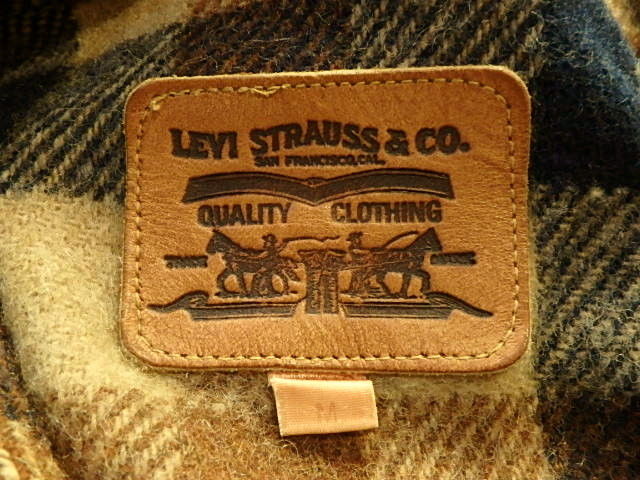 LEVI STRAUSS & CO.
SAN FRANCISCO, CAL.
QUALITY CLOTHING
M